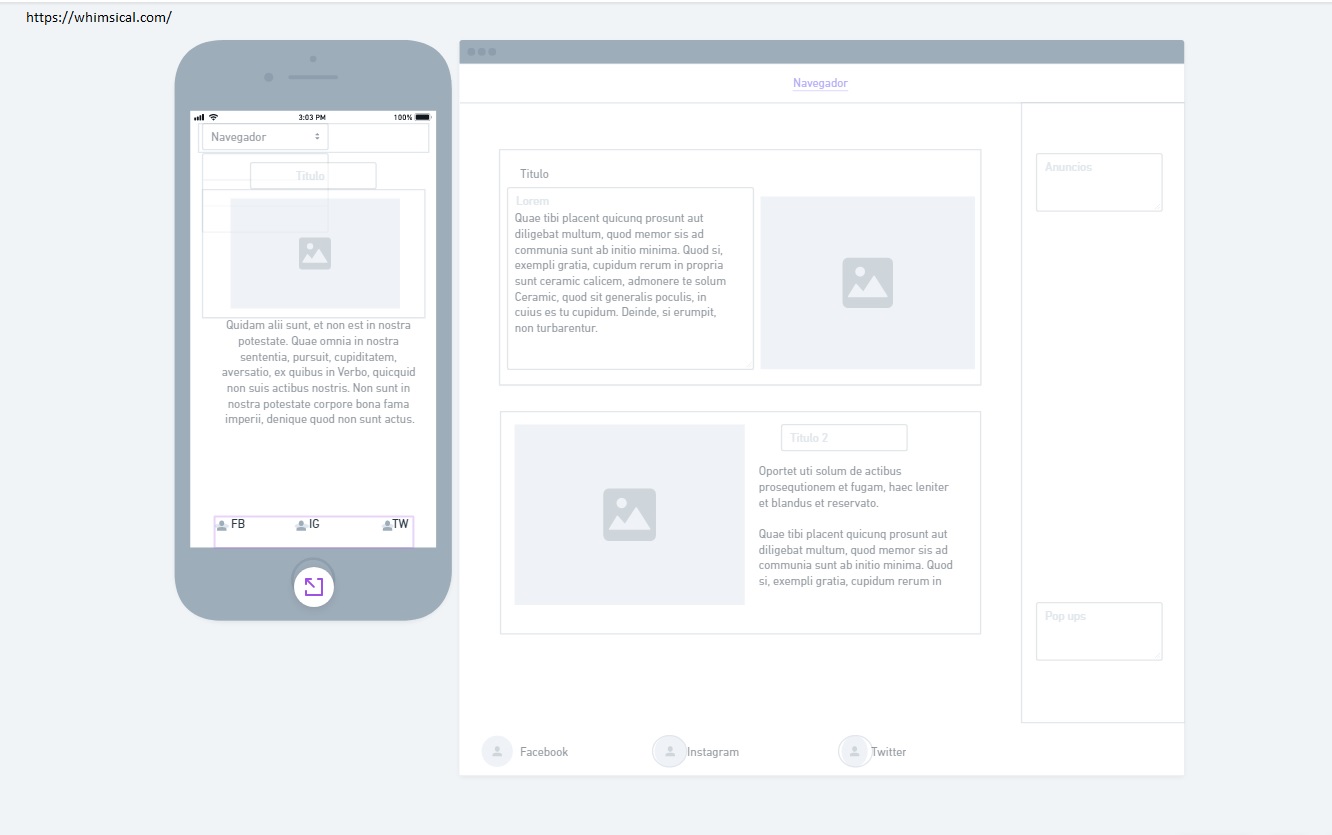 https://whimsical.com/
3:03 PM
100%
Navegador
Titulo
Quidam alii sunt, et non est in nostra
potestate. Quae omnia in nostra
sententia, pursuit, cupiditatem,
aversatio, ex quibus in Verbo, quicquid
non suis actibus nostris. Non sunt in
nostra potestate corpore bona fama
imperii, denique quod non sunt actus.
FB
IG
TW
Navegador
Titulo
Lorem
Quae tibi placent quicunq prosunt aut
diligebat multum, quod memor sis ad
communia sunt ab initio minima. Quod si,
exempli gratia, cupidum rerum in propria
sunt ceramic calicem, admonere te solum
Ceramic, quod sit generalis poculis, in
cuius es tu cupidum. Deinde, si erumpit,
non turbarentur.
Titulo 2
Oportet uti solum de actibus
prosequtionem et fugam, haec leniter
et blandus et reservato.
Quae tibi placent quicunq prosunt aut
diligebat multum, quod memor sis ad
communia sunt ab initio minima. Quod
si, exempli gratia, cupidum rerum in
Anuncios
Pop ups
Facebook
Instagram
Twitter